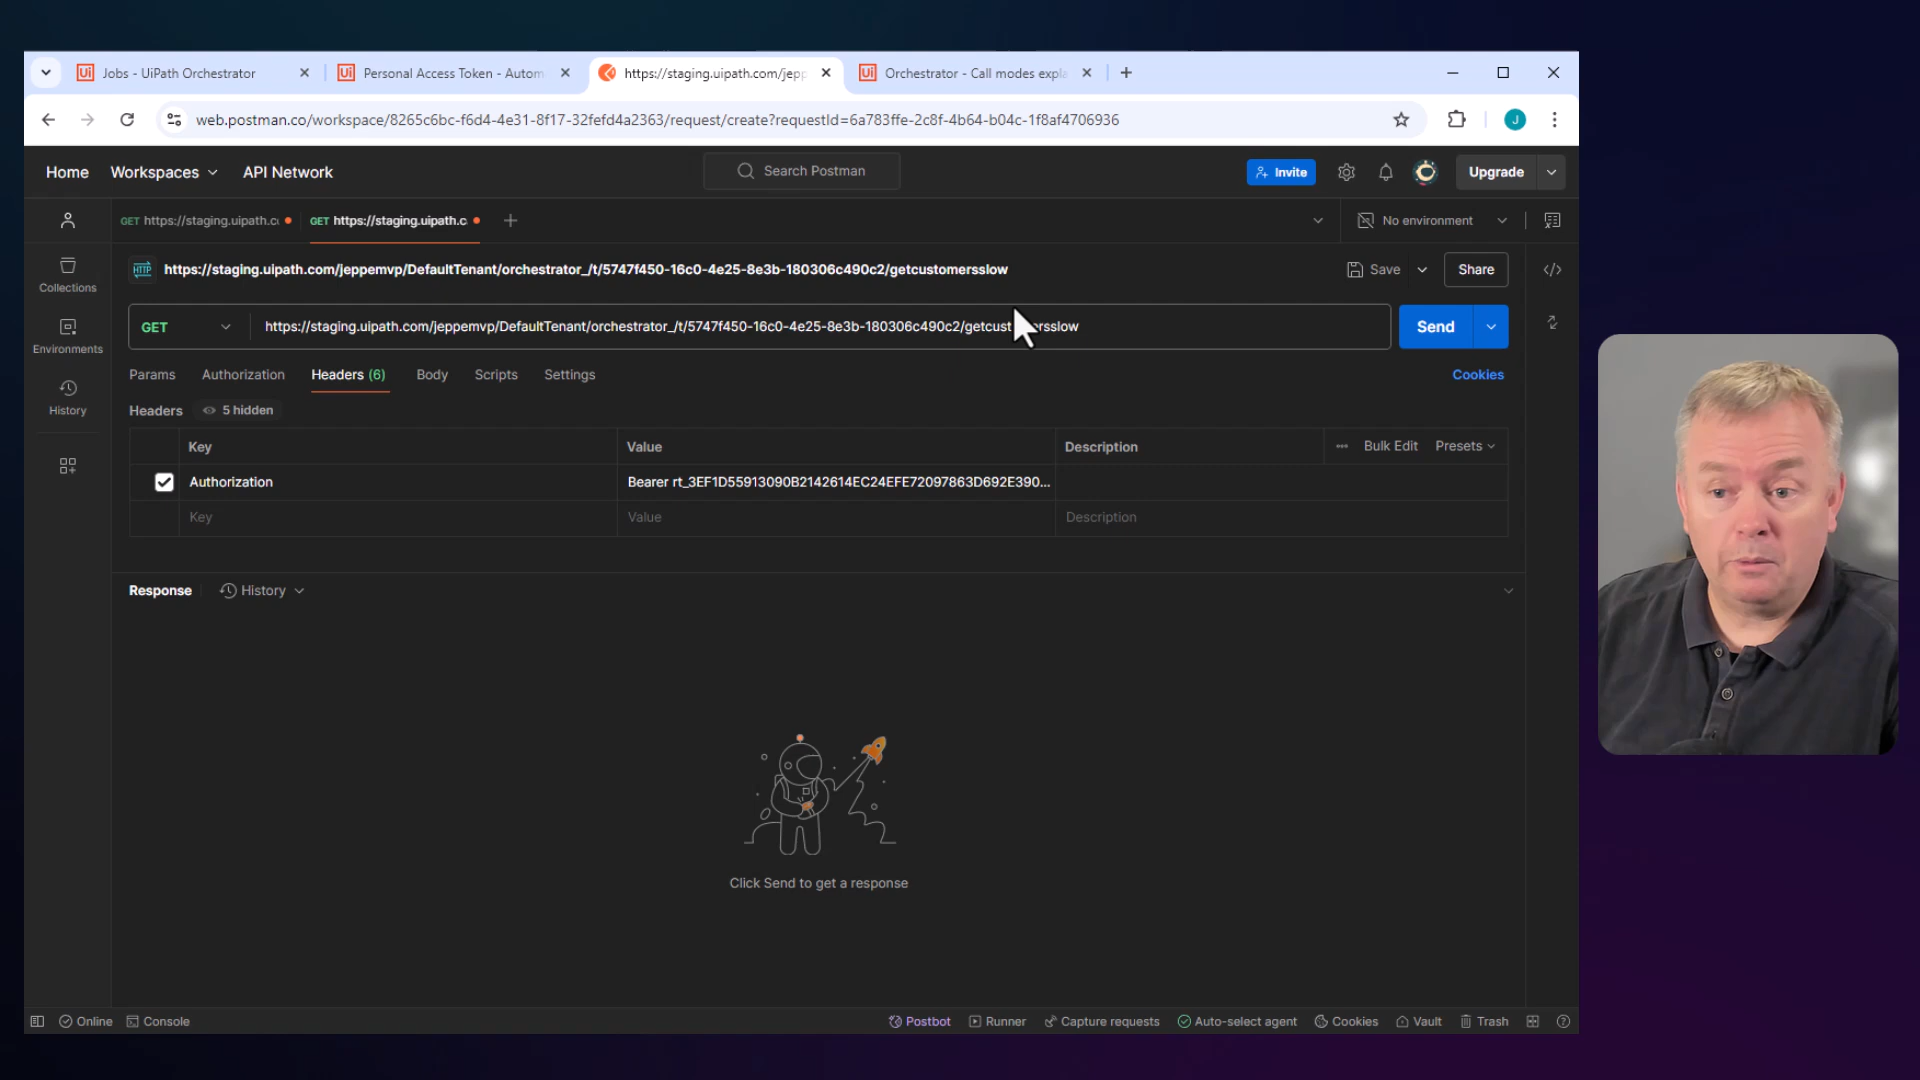 Jobs - UiPath Orchestrator
Personal Access Token - Autom
https://staging.uipath.com/jepp
Orchestrator - Call modes expla
web.postman.co/workspace/8265c6bc-f6d4-4e31-8f17-32fefd4a2363/request/create?requestId=6a783ffe-2c8f-4b64-b04c-1f8af4706936
J
Home
Workspaces
API Network
Search Postman
Invite
Upgrade
GET https://staging.uipath.c
GET https://staging.uipath.c
No environment
Collections
Environments
History
HTTP
https://staging.uipath.com/jeppemvp/DefaultTenant/orchestrator_/t/5747f450-16c0-4e25-8e3b-180306c490c2/getcustomersslow
Save
Share
GET
https://staging.uipath.com/jeppemvp/DefaultTenant/orchestrator_/t/5747f450-16c0-4e25-8e3b-180306c490c2/getcust ersslow
Send
Params
Authorization
Headers (6)
Body
Scripts
Settings
Cookies
Headers
5 hidden
Key
Value
Description
Bulk Edit
Presets
Authorization
Bearer rt_3EF1D55913090B2142614EC24EFE72097863D692E390...
Key
Value
Description
Response
History
Click Send to get a response
Online
Console
Postbot
Runner
Capture requests
Auto-select agent
Cookies
Vault
Trash